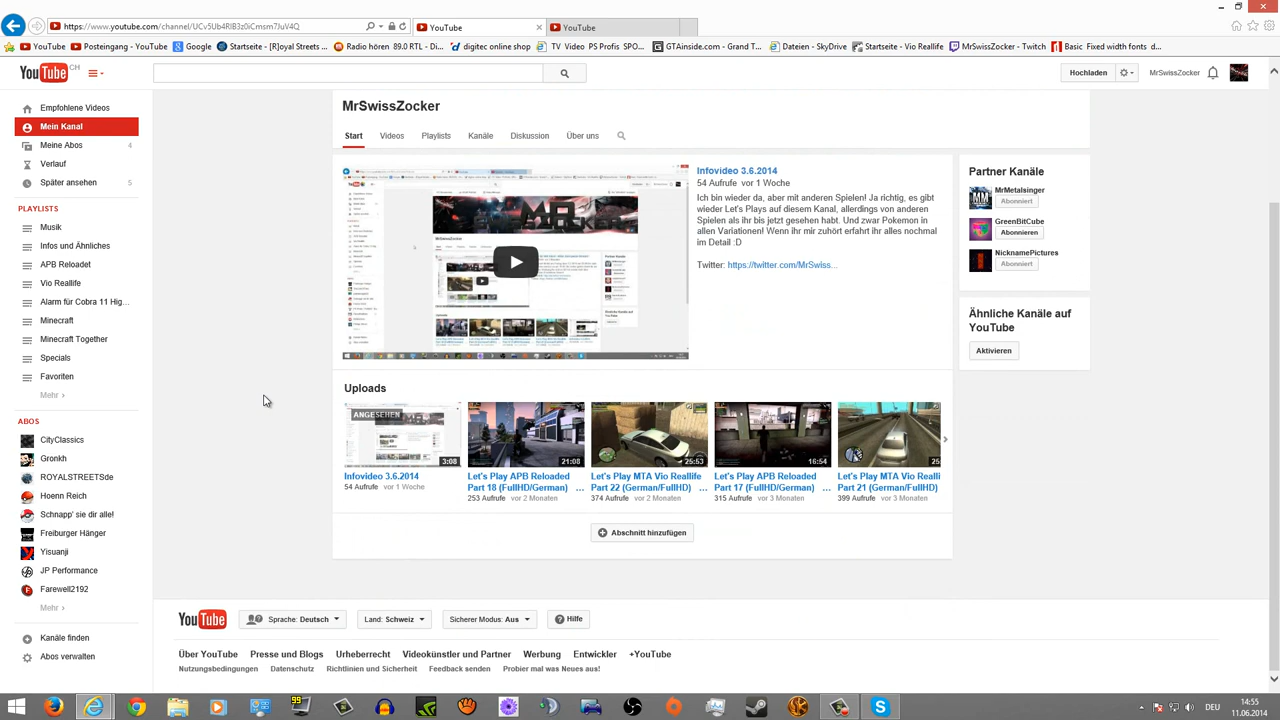 https://www.youtube.com/channel/UCv5Ub4RlB3z0iCmsm7JuV4Q
YouTube
YouTube
YouTube
Posteingang - YouTube
Google
Startseite - [R]oyal Streets ...
Radio hören 89.0 RTL - Di...
digitec online shop
TV Video PS Profis SPO...
GTAinside.com - Grand T...
Dateien - SkyDrive
Startseite - Vio Reallife
MrSwissZocker - Twitch
Basic Fixed width fonts d...
YouTube CH
Hochladen
MrSwissZocker
Empfohlene Videos
Mein Kanal
Meine Abos 4
Verlauf
Später ansehen 5
PLAYLISTS
Musik
Infos und Ähnliches
APB Reloaded
Vio Reallife
Alarm für Cobra 11 Hig...
Minecraft
Minecraft Together
Specials
Favoriten
Mehr ›
ABOS
CityClassics
Gronkh
ROYALSTREETSde
Hoenn Reich
Schnapp' sie dir alle!
Freiburger Hänger
Yisuanji
JP Performance
Farewell2192
Mehr ›
Kanäle finden
Abos verwalten
MrSwissZocker
Start Videos Playlists Kanäle Diskussion Über uns
Infovideo 3.6.2014
54 Aufrufe vor 1 Woche
Ich bin wieder da, aber mit anderen Spielen! Ja richtig, es gibt
wieder Let's Plays auf diesem Kanal, allerdings von anderen
Spielen als ihr bis jetzt gesehen habt. Und zwar Pokemon in
allen Variationen! Wenn ihr mir zuhört erfahrt ihr alles nochmal
im Detail :D
Twitter: https://twitter.com/MrSwiss...
Partner Kanäle
MrMetalsinger
Abonniert
GreenBitCube
Abonnieren
NicknamePictures
Abonniert
Ähnliche Kanäle auf
YouTube
Aktivieren
Uploads
ANGESEHEN
3:08
Infovideo 3.6.2014
54 Aufrufe vor 1 Woche
21:08
Let's Play APB Reloaded
Part 18 (FullHD/German) ...
253 Aufrufe vor 2 Monaten
25:53
Let's Play MTA Vio Reallife
Part 22 (German/FullHD) ...
374 Aufrufe vor 2 Monaten
16:54
Let's Play APB Reloaded
Part 17 (FullHD/German) ...
315 Aufrufe vor 3 Monaten
25
Let's Play MTA Vio Reallife
Part 21 (German/FullHD)
399 Aufrufe vor 3 Monaten
Abschnitt hinzufügen
YouTube
Sprache: Deutsch
Land: Schweiz
Sicherer Modus: Aus
Hilfe
Über YouTube Presse und Blogs Urheberrecht Videokünstler und Partner Werbung Entwickler +YouTube
Nutzungsbedingungen Datenschutz Richtlinien und Sicherheit Feedback senden Probier mal was Neues aus!
99
DEU
14:55
11.06.2014